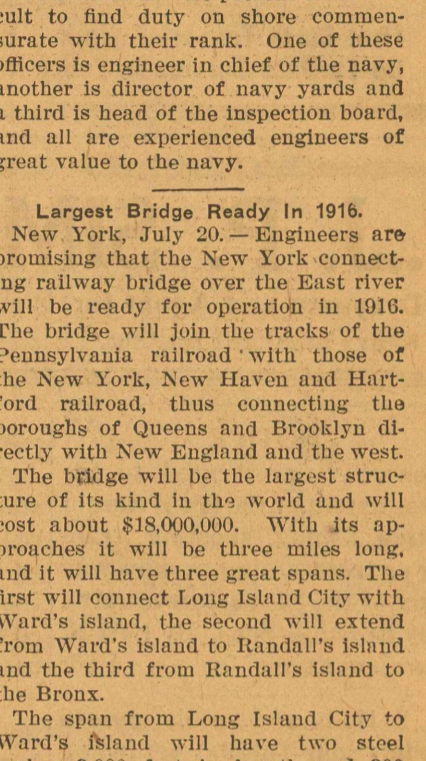 cult to find duty on shore commen-
surate with their rank. One of these
officers is engineer in chief of the navy,
another is director of navy yards and
a third is head of the inspection board,
and all are experienced engineers of
great value to the navy.
Largest Bridge Ready In 1916.
New York, July 20. — Engineers are
promising that the New York connect-
ing railway bridge over the East river
will be ready for operation in 1916.
The bridge will join the tracks of the
Pennsylvania railroad with those of
the New York, New Haven and Hart-
ford railroad, thus connecting the
boroughs of Queens and Brooklyn di-
rectly with New England and the west.
The bridge will be the largest struc-
ture of its kind in the world and will
cost about $18,000,000. With its ap-
proaches it will be three miles long,
and it will have three great spans. The
first will connect Long Island City with
Ward's island, the second will extend
from Ward's island to Randall's island
and the third from Randall's island to
the Bronx.
The span from Long Island City to
Ward's island will have two steel